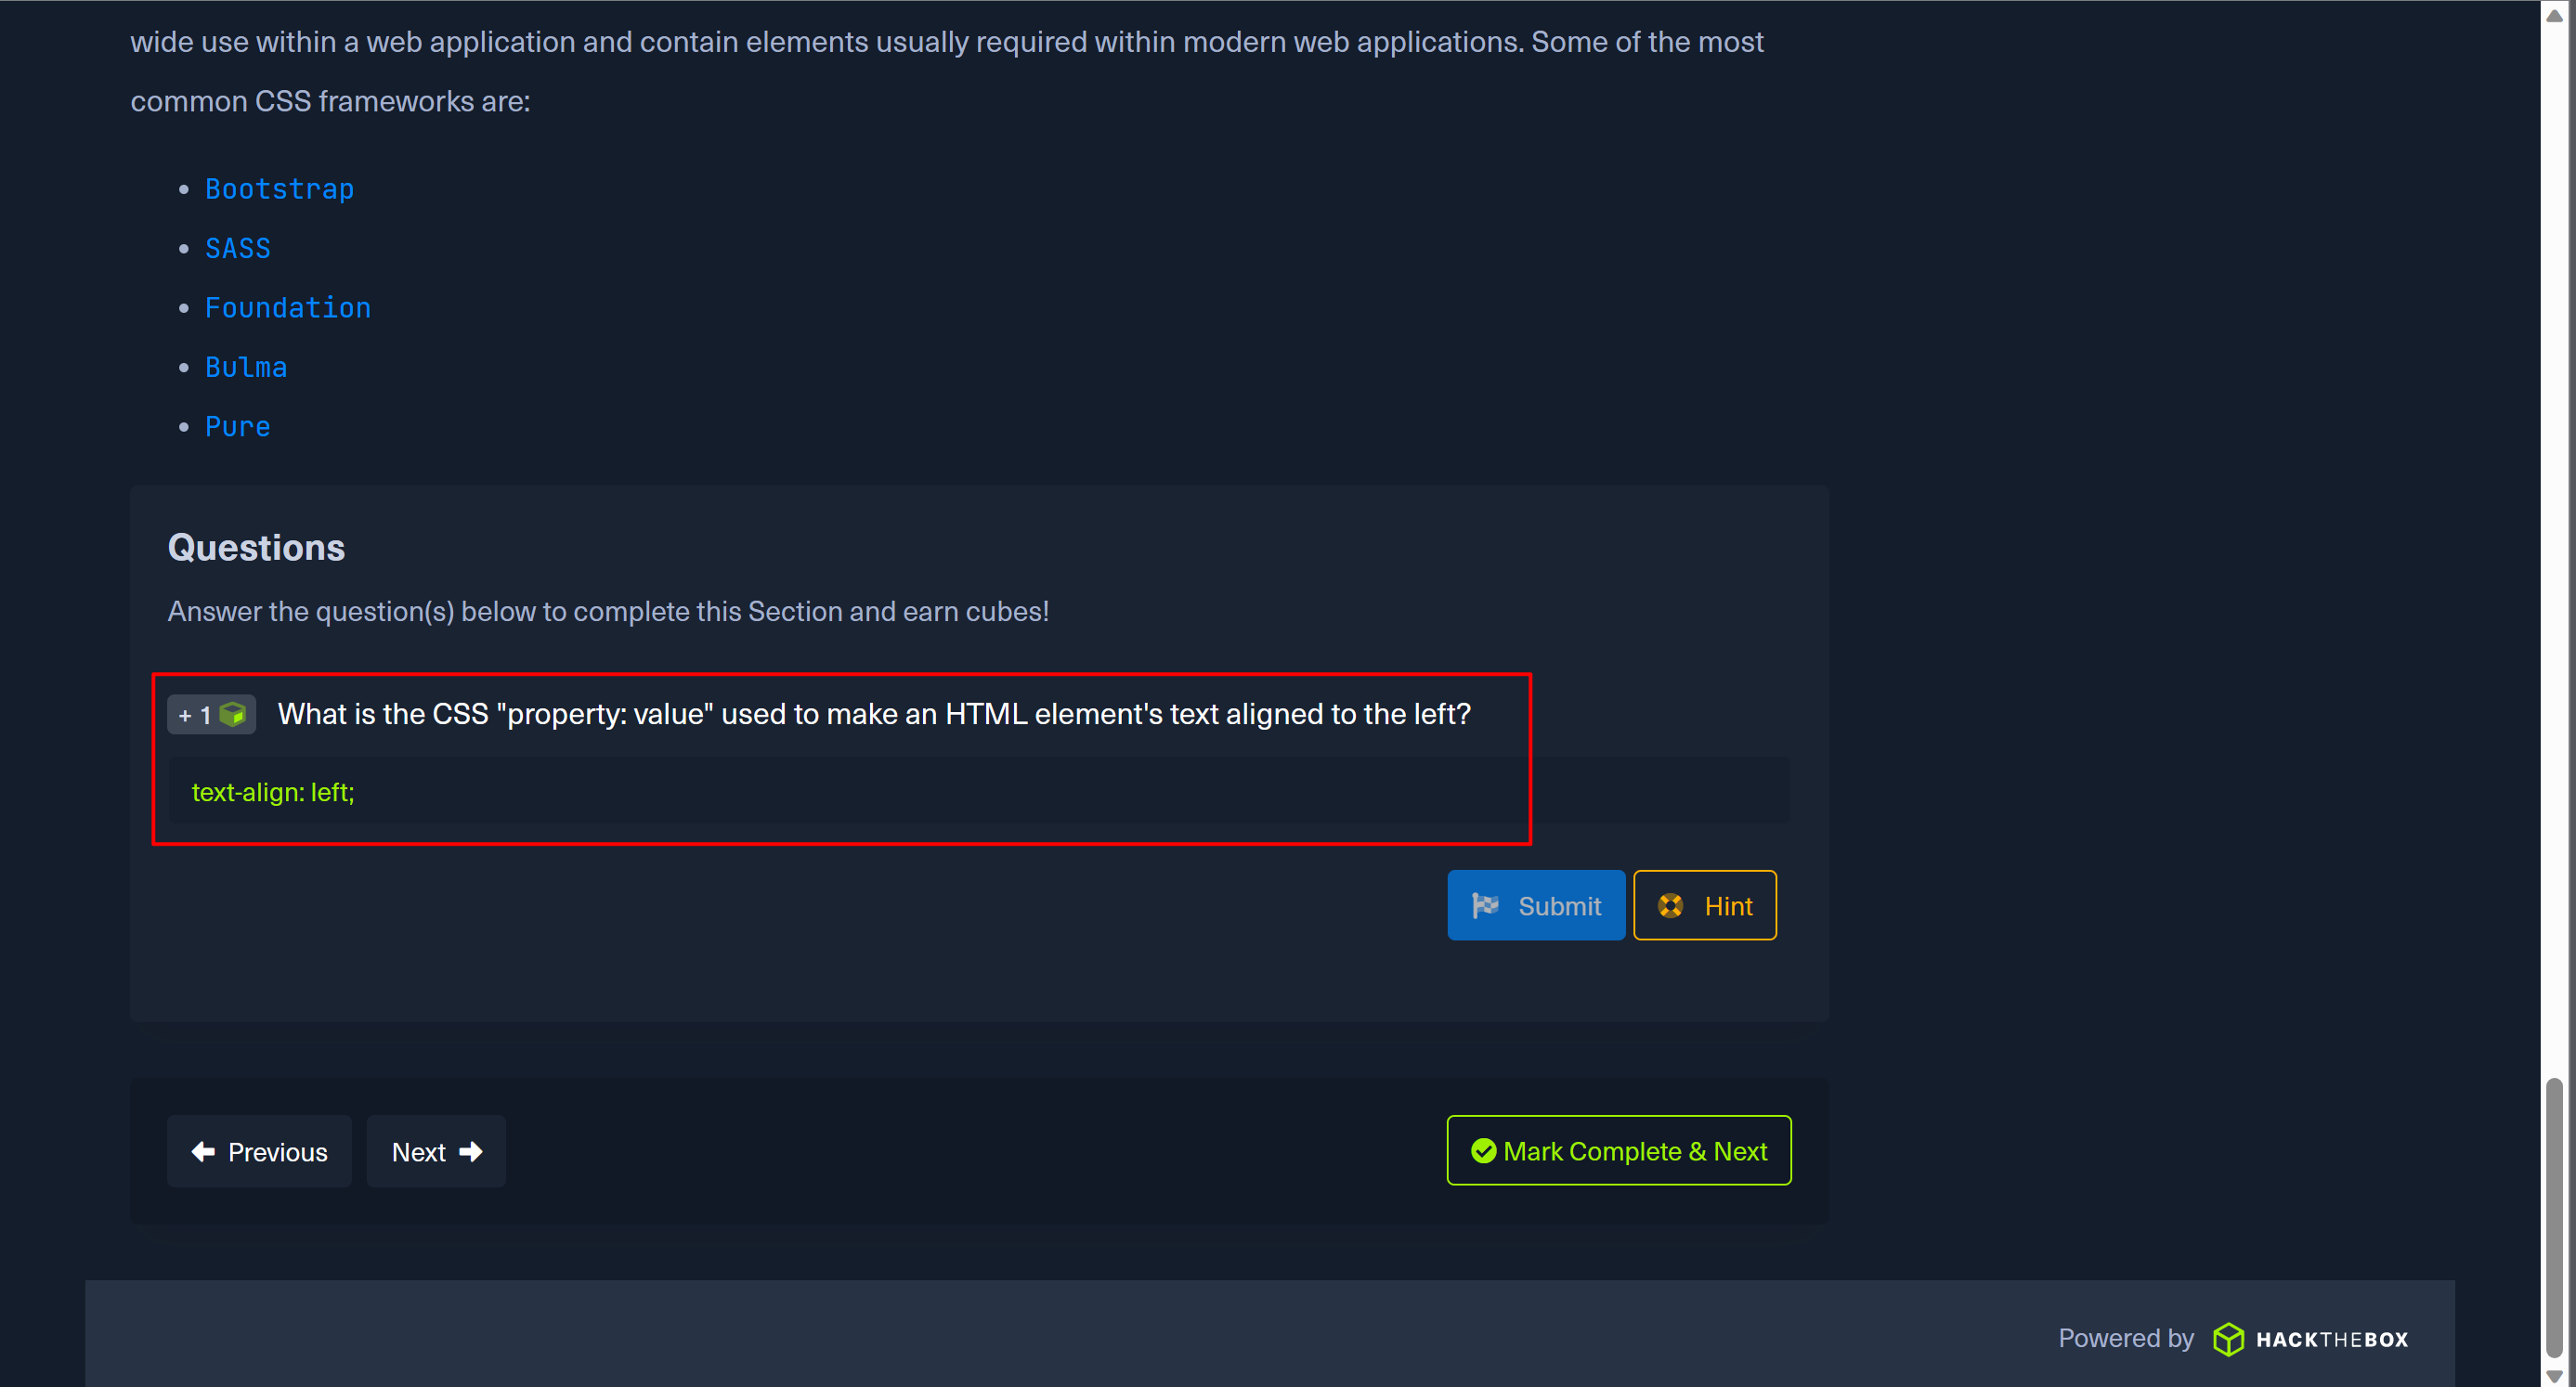 wide use within a web application and contain elements usually required within modern web applications. Some of the most
common CSS frameworks are:
• Bootstrap
• SASS
• Foundation
• Bulma
• Pure
Questions
Answer the question(s) below to complete this Section and earn cubes!
+ 1 What is the CSS "property: value" used to make an HTML element's text aligned to the left?
text-align: left;
Submit Hint
Previous Next Mark Complete & Next
Powered by HACKTHEBOX